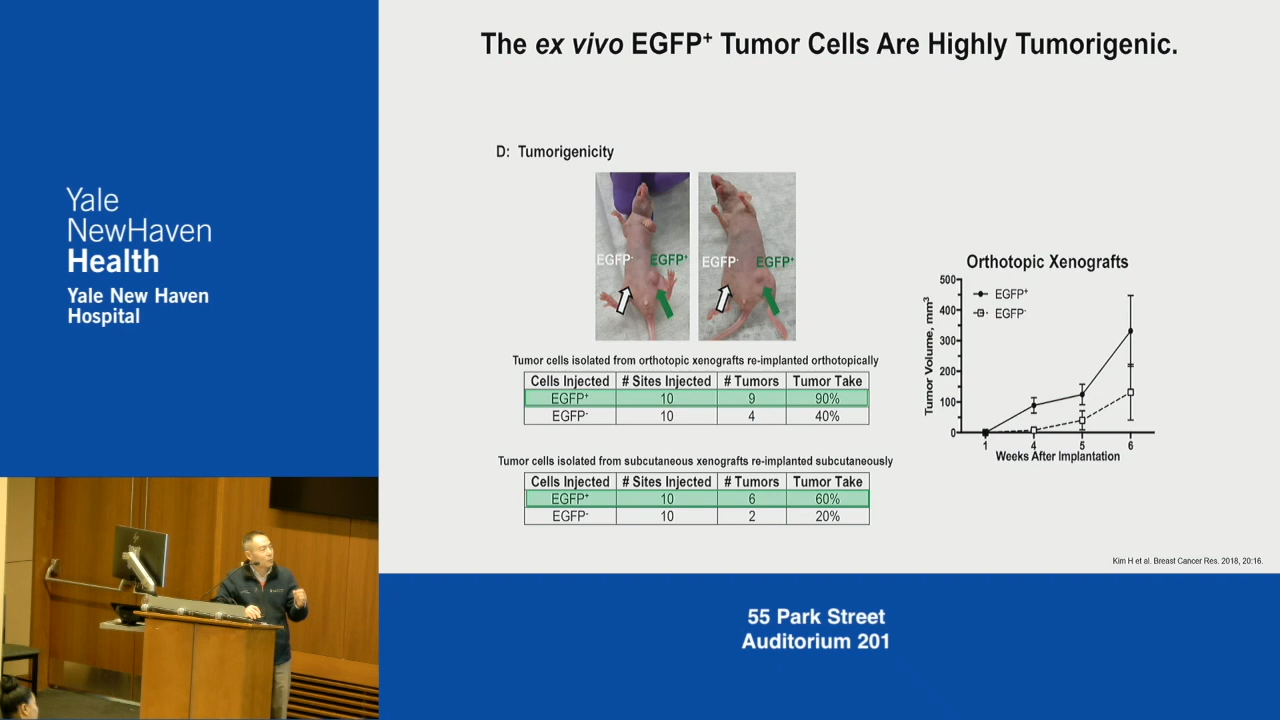 Yale
NewHaven
Health
Yale New Haven
Hospital
The ex vivo EGFP⁺ Tumor Cells Are Highly Tumorigenic.
D: Tumorigenicity
EGFP⁻ EGFP⁺ EGFP⁻ EGFP⁺
Tumor cells isolated from orthotopic xenografts re-implanted orthotopically
Cells Injected # Sites Injected # Tumors Tumor Take
EGFP⁺ 10 9 90%
EGFP⁻ 10 4 40%
Tumor cells isolated from subcutaneous xenografts re-implanted subcutaneously
Cells Injected # Sites Injected # Tumors Tumor Take
EGFP⁺ 10 6 60%
EGFP⁻ 10 2 20%
Orthotopic Xenografts
EGFP⁺
EGFP⁻
Tumor Volume, mm³
500
400
300
200
100
0
1 4 5 6
Weeks After Implantation
Kim H et al. Breast Cancer Res. 2018, 20:16.
55 Park Street
Auditorium 201